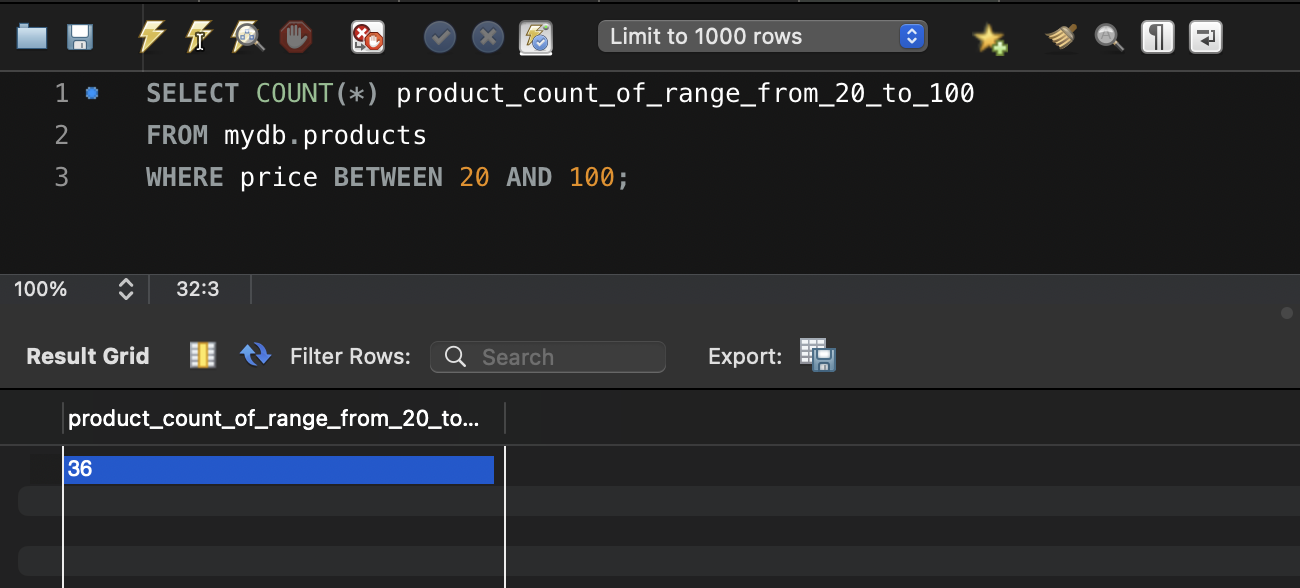 Limit to 1000 rows
1 SELECT COUNT(*) product_count_of_range_from_20_to_100
2 FROM mydb.products
3 WHERE price BETWEEN 20 AND 100;
100% 32:3
Result Grid Filter Rows: Search Export:
product_count_of_range_from_20_to...
36